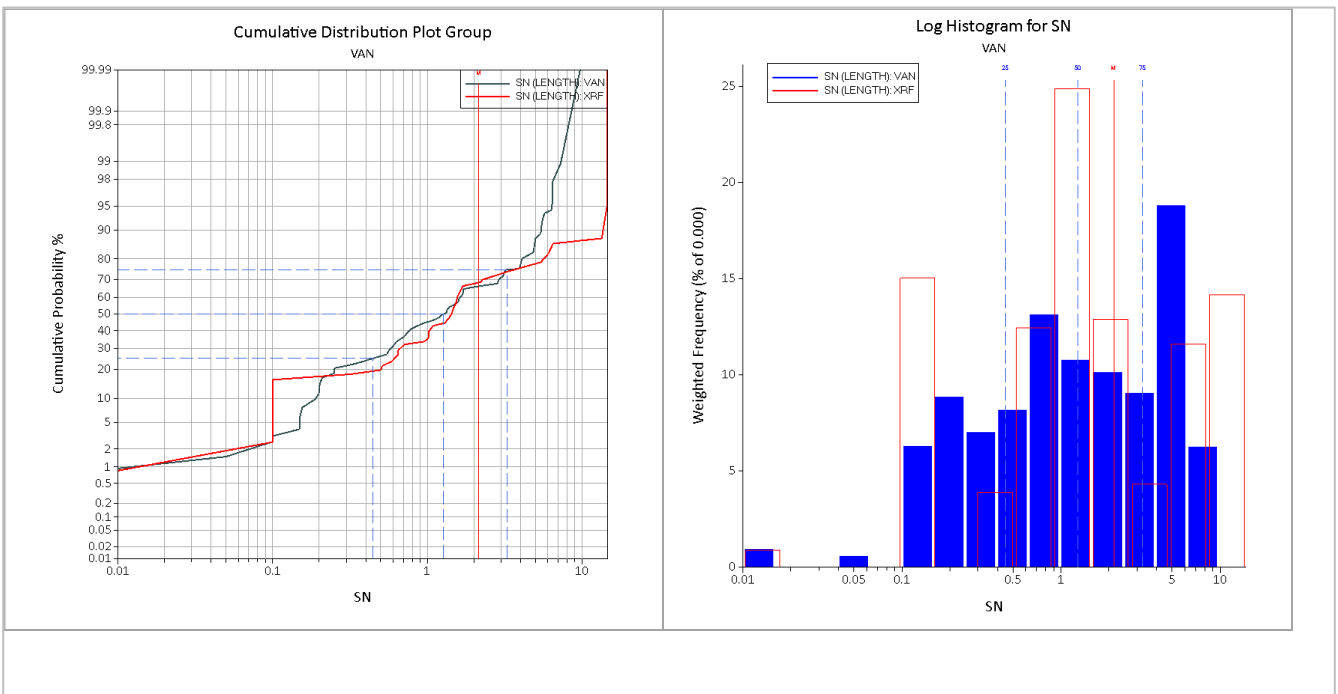 Cumulative Distribution Plot Group
VAN
SN (LENGTH): VAN
SN (LENGTH): XRF
M
99.99
99.9
99.8
99
98
95
90
80
70
60
50
40
30
20
10
5
2
1
0.5
0.2
0.1
0.05
0.02
0.01
Cumulative Probability %
0.01 0.1 1 10
SN
Log Histogram for SN
VAN
SN (LENGTH): VAN
SN (LENGTH): XRF
25 50 M 75
25
20
15
10
5
0
Weighted Frequency (% of 0.000)
0.01 0.05 0.1 0.5 1 5 10
SN